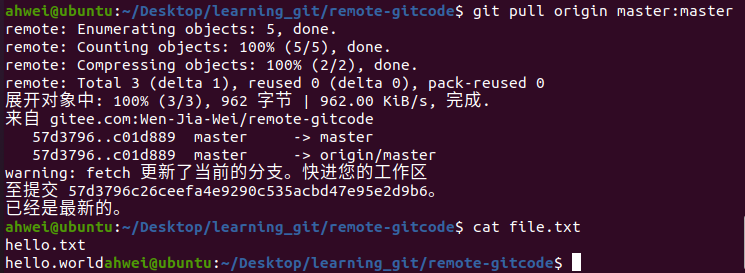 ahwei@ubuntu:~/Desktop/learning_git/remote-gitcode$ git pull origin master:master
remote: Enumerating objects: 5, done.
remote: Counting objects: 100% (5/5), done.
remote: Compressing objects: 100% (2/2), done.
remote: Total 3 (delta 1), reused 0 (delta 0), pack-reused 0
展开对象中: 100% (3/3), 962 字节 | 962.00 KiB/s, 完成.
来自 gitee.com:Wen-Jia-Wei/remote-gitcode
   57d3796..c01d889  master     -> master
   57d3796..c01d889  master     -> origin/master
warning: fetch 更新了当前的分支。快进您的工作区
至提交 57d3796c26ceefa4e9290c535acbd47e95e2d9b6。
已经是最新的。
ahwei@ubuntu:~/Desktop/learning_git/remote-gitcode$ cat file.txt
hello.txt
hello.worldahwei@ubuntu:~/Desktop/learning_git/remote-gitcode$